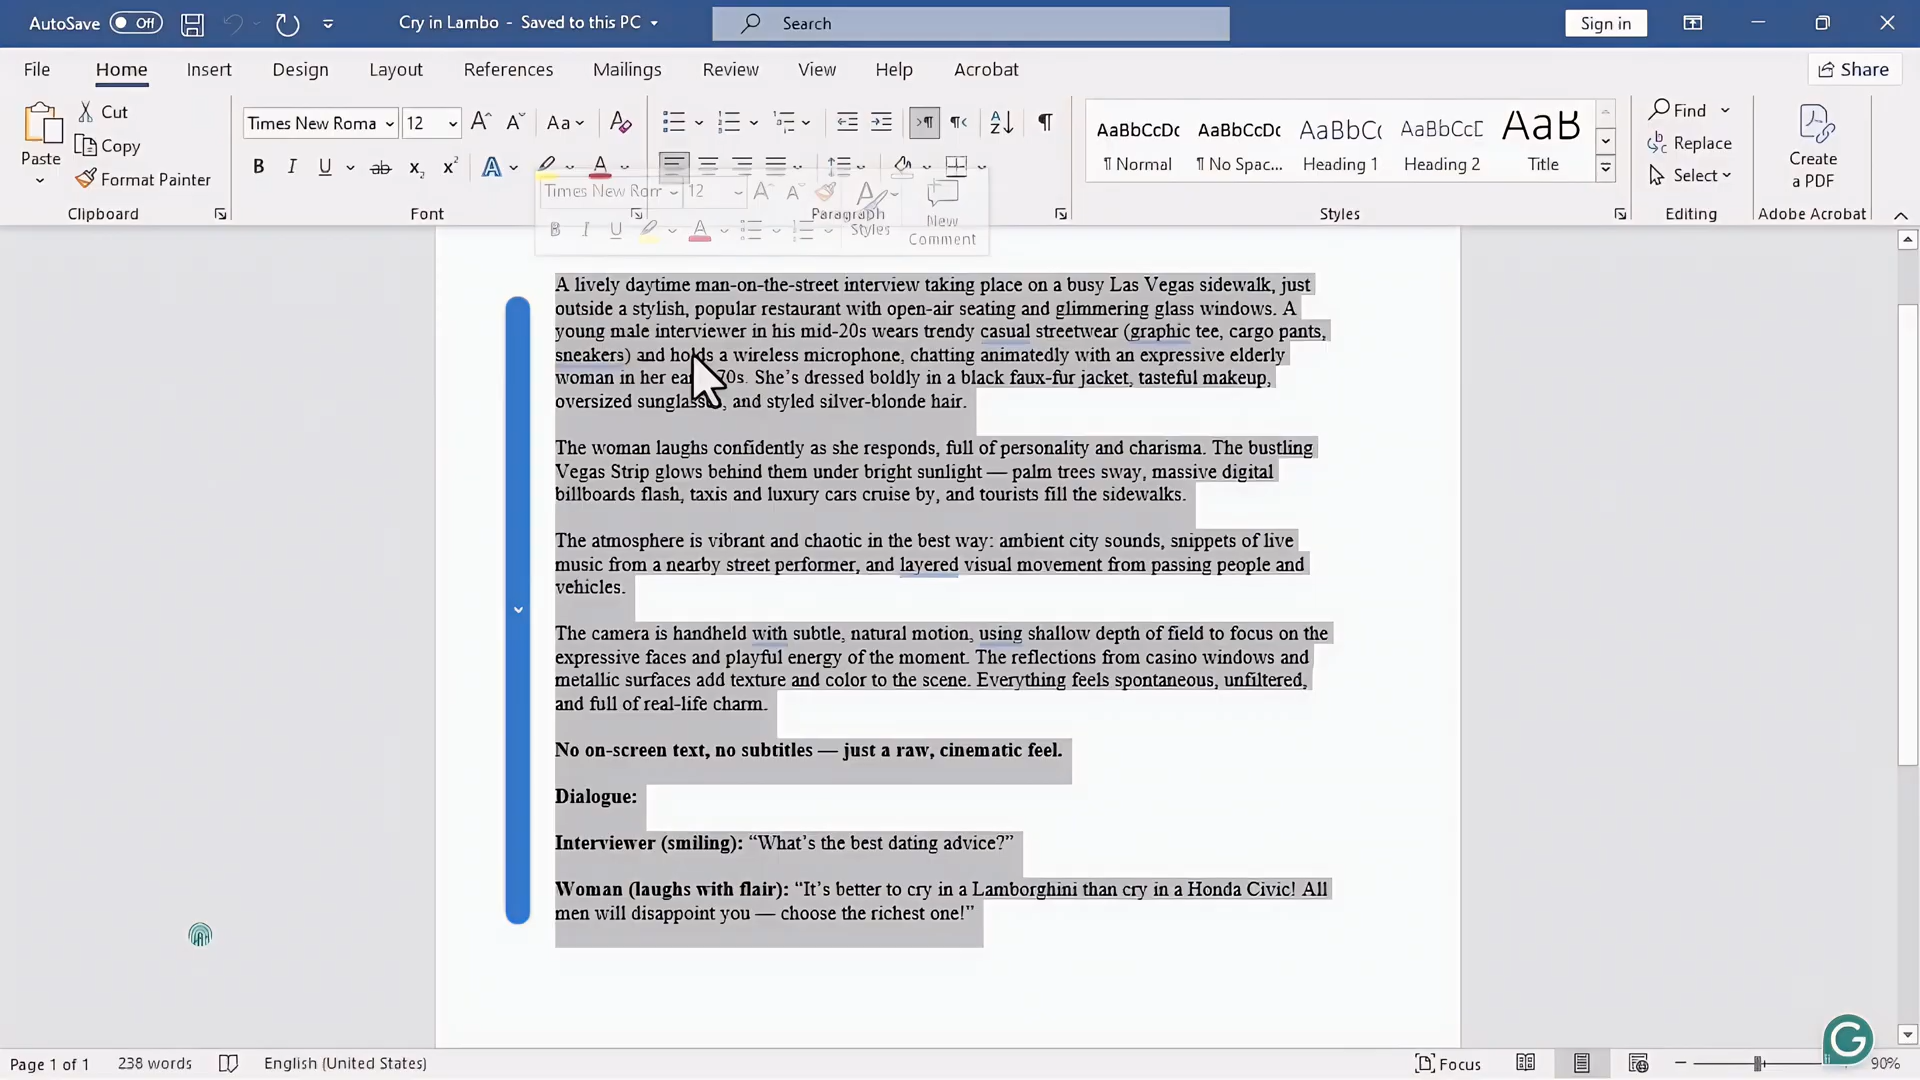 AutoSave Off Cry in Lambo - Saved to this PC Search Sign in
File Home Insert Design Layout References Mailings Review View Help Acrobat Share
Paste Cut Copy Format Painter
Times New Roma 12 Aa
B I U ab x₂ x² A A
AaBbCcDc AaBbCcDc AaBbC AaBbCcD AaB
¶ Normal ¶ No Spac... Heading 1 Heading 2 Title
Find Replace Select
Create a PDF
Times New Rom 12 Styles New Comment
B I U A
Clipboard Font Paragraph Styles Editing Adobe Acrobat
A lively daytime man-on-the-street interview taking place on a busy Las Vegas sidewalk, just
outside a stylish, popular restaurant with open-air seating and glimmering glass windows. A
young male interviewer in his mid-20s wears trendy casual streetwear (graphic tee, cargo pants,
sneakers) and holds a wireless microphone, chatting animatedly with an expressive elderly
woman in her 70s. She’s dressed boldly in a black faux-fur jacket, tasteful makeup,
oversized sunglasses, and styled silver-blonde hair.
The woman laughs confidently as she responds, full of personality and charisma. The bustling
Vegas Strip glows behind them under bright sunlight — palm trees sway, massive digital
billboards flash, taxis and luxury cars cruise by, and tourists fill the sidewalks.
The atmosphere is vibrant and chaotic in the best way: ambient city sounds, snippets of live
music from a nearby street performer, and layered visual movement from passing people and
vehicles.
The camera is handheld with subtle, natural motion, using shallow depth of field to focus on the
expressive faces and playful energy of the moment. The reflections from casino windows and
metallic surfaces add texture and color to the scene. Everything feels spontaneous, unfiltered,
and full of real-life charm.
No on-screen text, no subtitles — just a raw, cinematic feel.
Dialogue:
Interviewer (smiling): “What’s the best dating advice?”
Woman (laughs with flair): “It’s better to cry in a Lamborghini than cry in a Honda Civic! All
men will disappoint you — choose the richest one!”
Page 1 of 1 238 words English (United States) Focus 90%